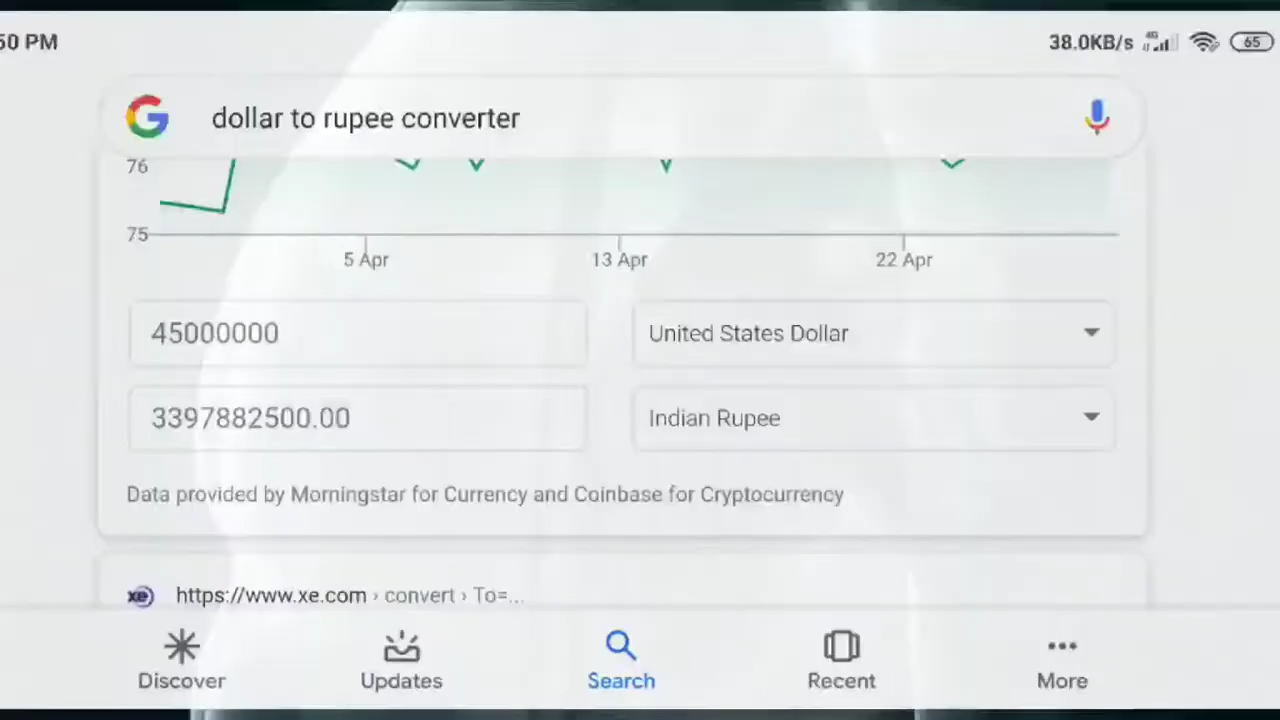 50 PM
38.0KB/s 4G 65
dollar to rupee converter
76
75
5 Apr 13 Apr 22 Apr
45000000 United States Dollar
3397882500.00 Indian Rupee
Data provided by Morningstar for Currency and Coinbase for Cryptocurrency
xe https://www.xe.com › convert › To=...
Discover Updates Search Recent More